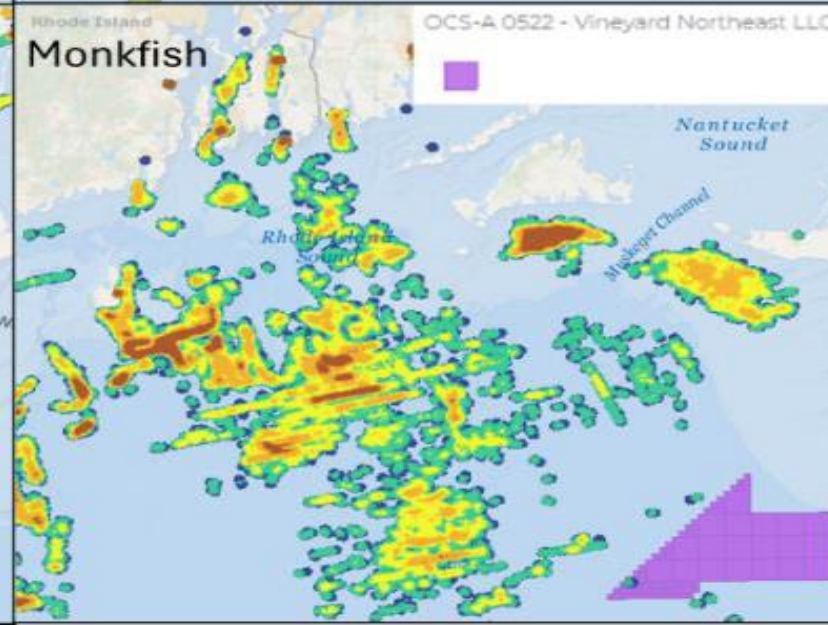 Rhode Island
Monkfish
OCS-A 0522 - Vineyard Northeast LLC
Nantucket
Sound
Muskeget Channel
Rhode Island
Sound
W